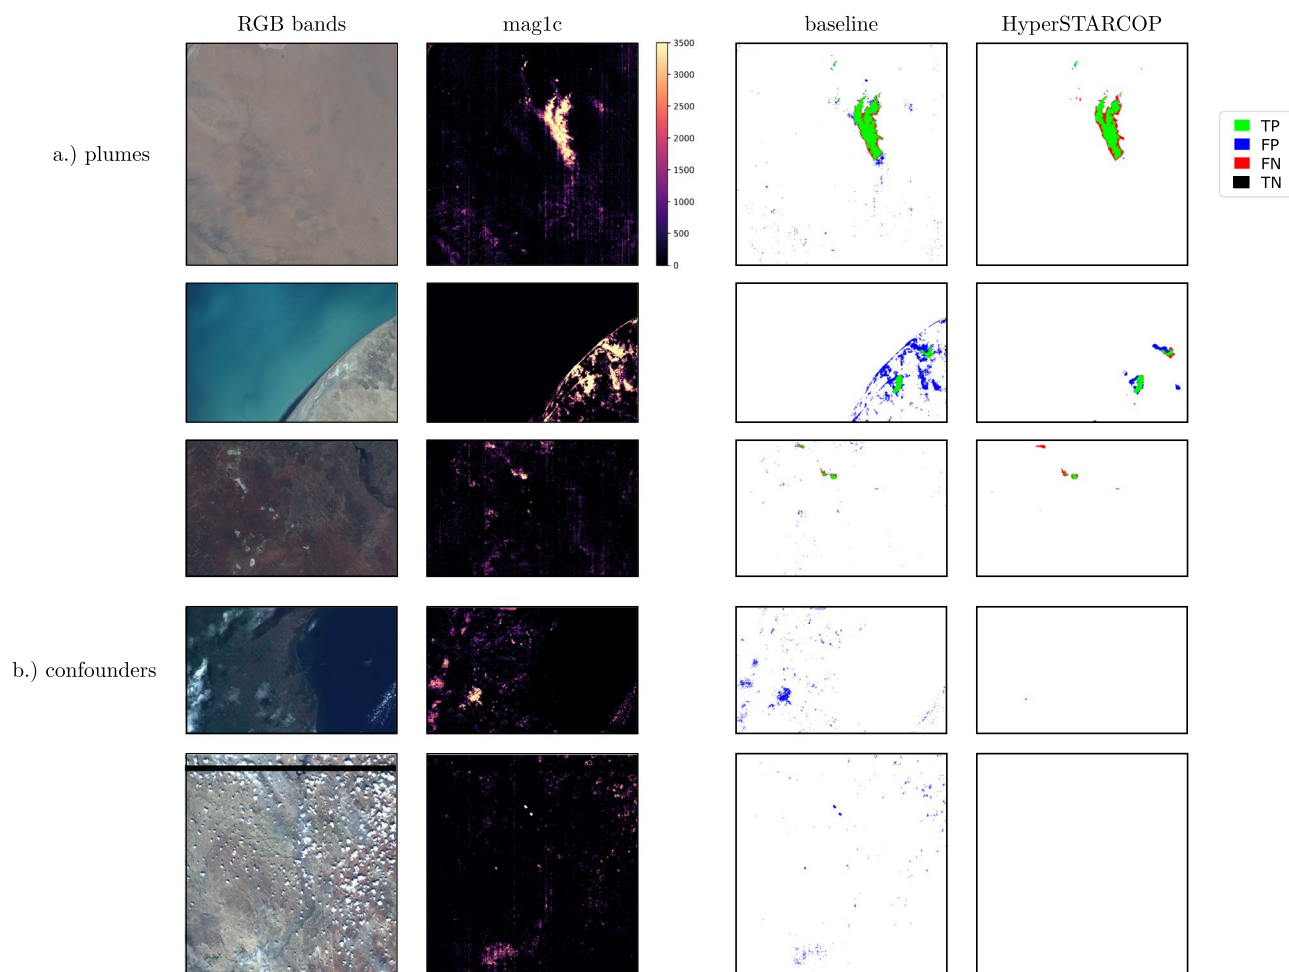 RGB bands
mag1c
baseline
HyperSTARCOP
3500
3000
2500
2000
1500
1000
500
0
a.) plumes
TP
FP
FN
TN
b.) confounders